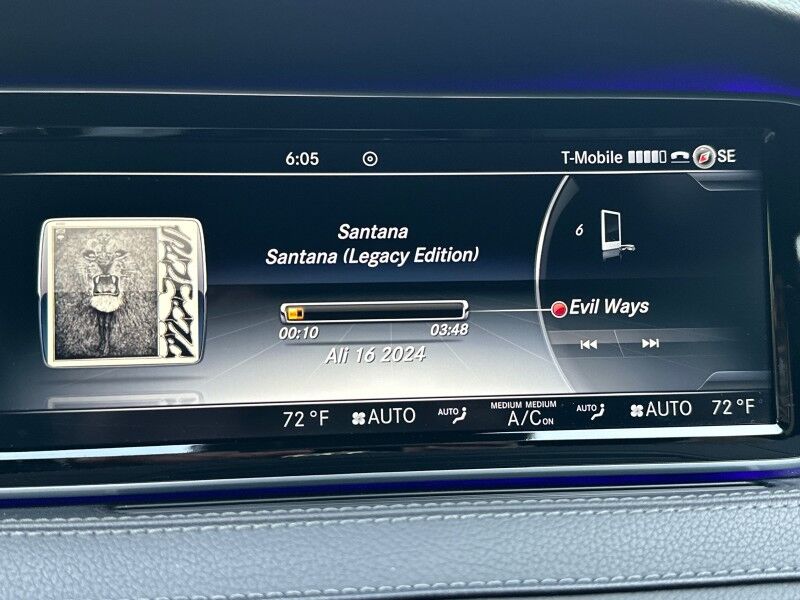 6:05
T-Mobile SE
Santana
Santana (Legacy Edition)
6
SANTANA
Evil Ways
00:10 03:48
Ali 16 2024
72 °F AUTO AUTO MEDIUM MEDIUM A/C ON AUTO AUTO 72 °F